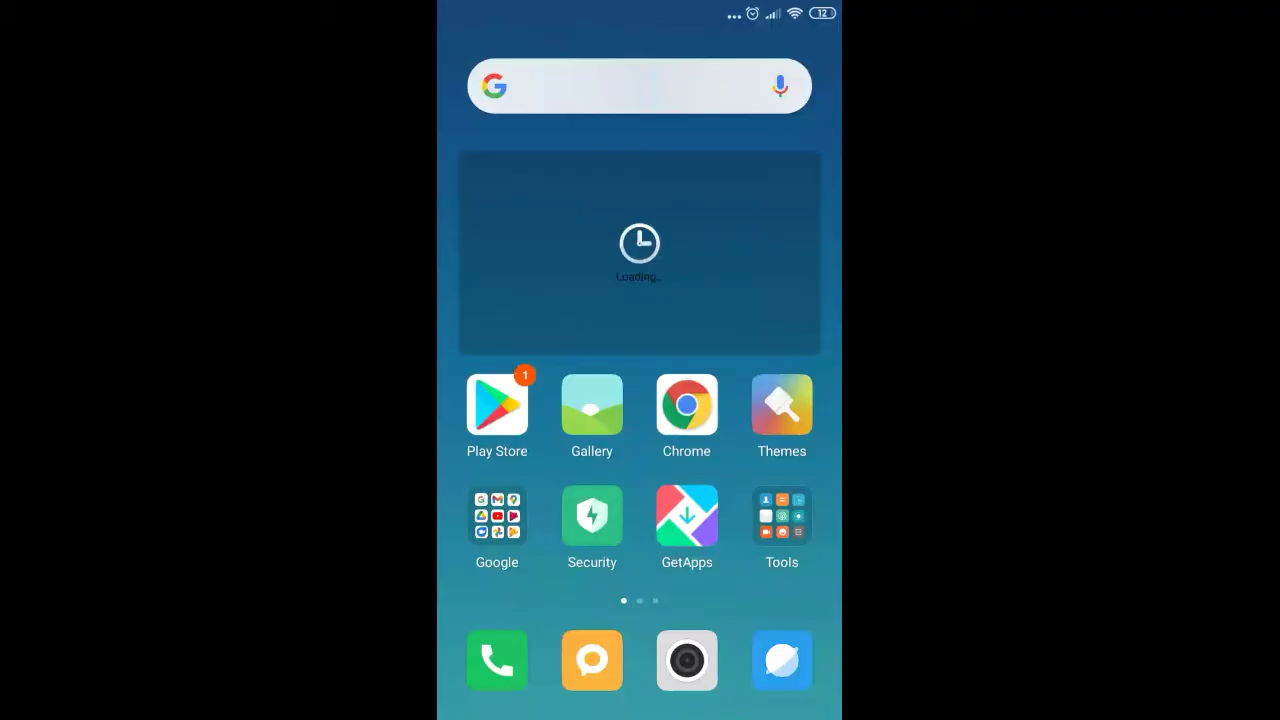 12
Loading...
1
Play Store Gallery Chrome Themes
Google Security GetApps Tools